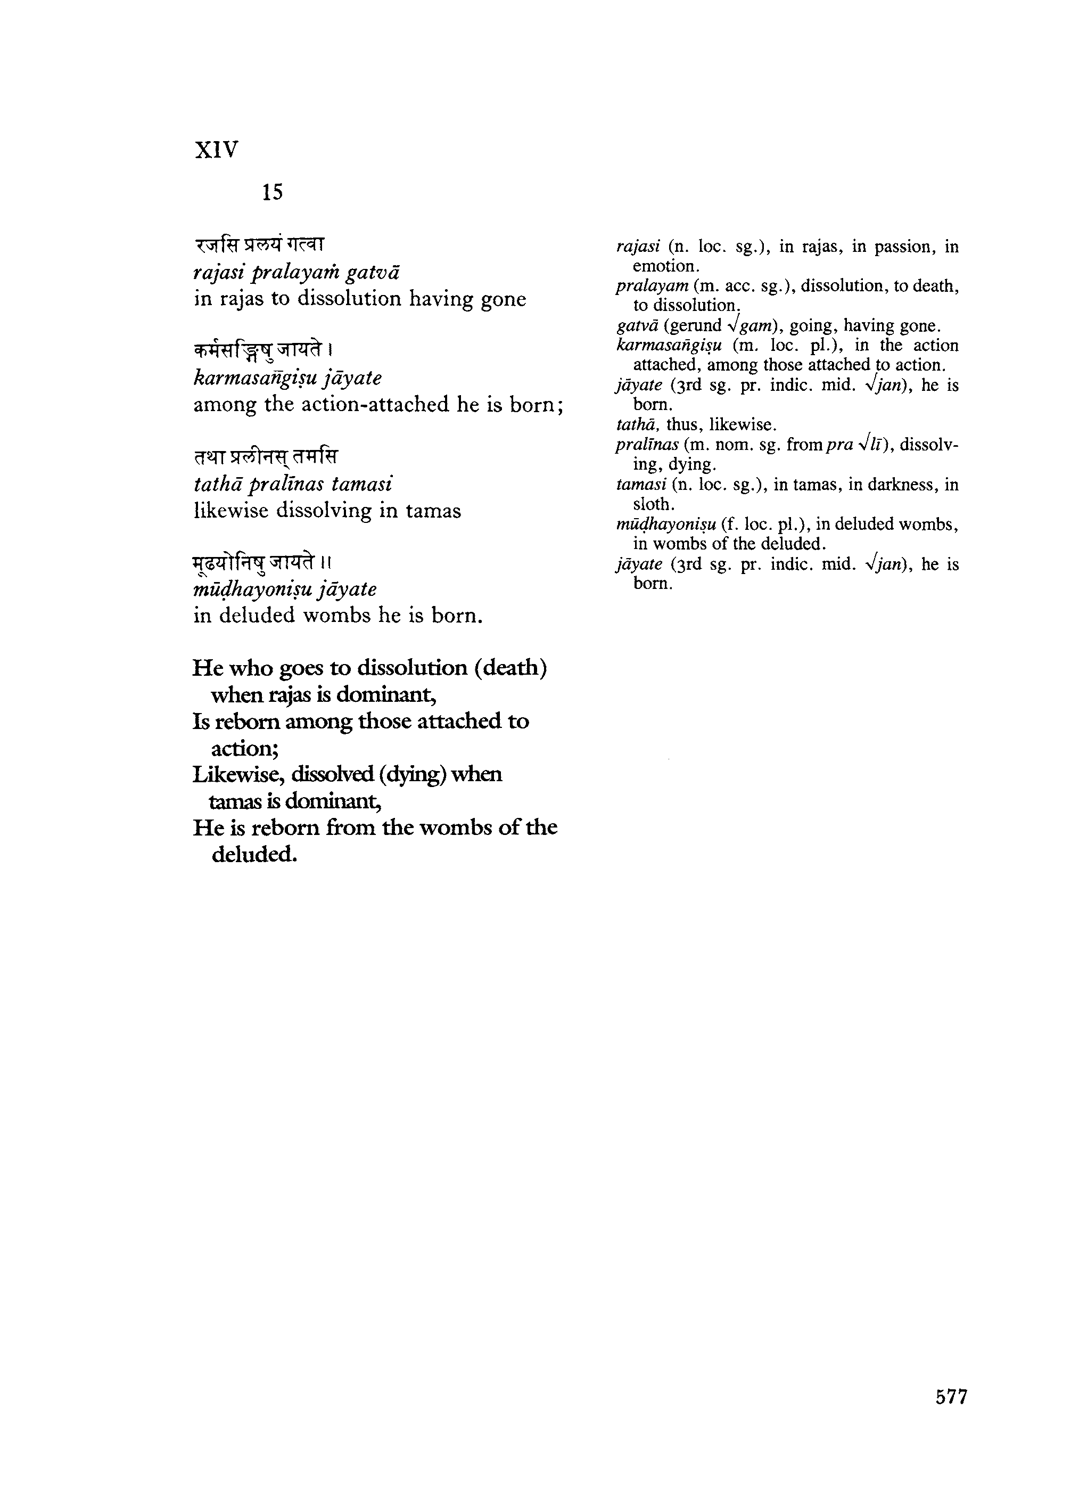 XIV
15
रजसि प्रलयं गत्वा
rajasi pralayaṁ gatvā
in rajas to dissolution having gone
कर्मसङ्गिषु जायते ।
karmasan̄giṣu jāyate
among the action-attached he is born;
तथा प्रलीनस् तमसि
tathā pralīnas tamasi
likewise dissolving in tamas
मूढयोनिषु जायते ॥
mūḍhayoniṣu jāyate
in deluded wombs he is born.
He who goes to dissolution (death)
when rajas is dominant,
Is reborn among those attached to
action;
Likewise, dissolved (dying) when
tamas is dominant,
He is reborn from the wombs of the
deluded.
rajasi (n. loc. sg.), in rajas, in passion, in
emotion.
pralayam (m. acc. sg.), dissolution, to death,
to dissolution.
gatvā (gerund √gam), going, having gone.
karmasan̄giṣu (m. loc. pl.), in the action
attached, among those attached to action.
jāyate (3rd sg. pr. indic. mid. √jan), he is
born.
tathā, thus, likewise.
pralīnas (m. nom. sg. from pra √lī), dissolv-
ing, dying.
tamasi (n. loc. sg.), in tamas, in darkness, in
sloth.
mūḍhayoniṣu (f. loc. pl.), in deluded wombs,
in wombs of the deluded.
jāyate (3rd sg. pr. indic. mid. √jan), he is
born.
577